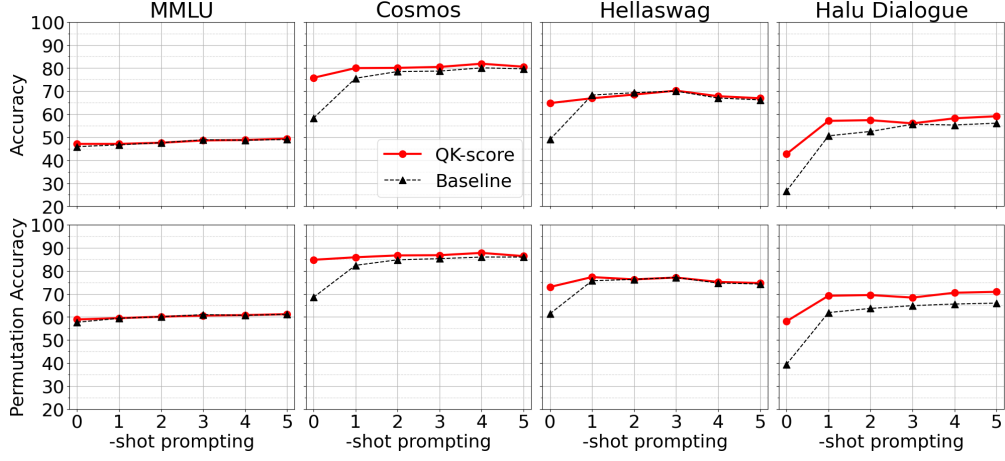 MMLU
Cosmos
Hellaswag
Halu Dialogue
Accuracy
100
90
80
70
60
50
40
30
20
QK-score
Baseline
Permutation Accuracy
100
90
80
70
60
50
40
30
20
0 1 2 3 4 5
0 1 2 3 4 5
0 1 2 3 4 5
0 1 2 3 4 5
-shot prompting
-shot prompting
-shot prompting
-shot prompting